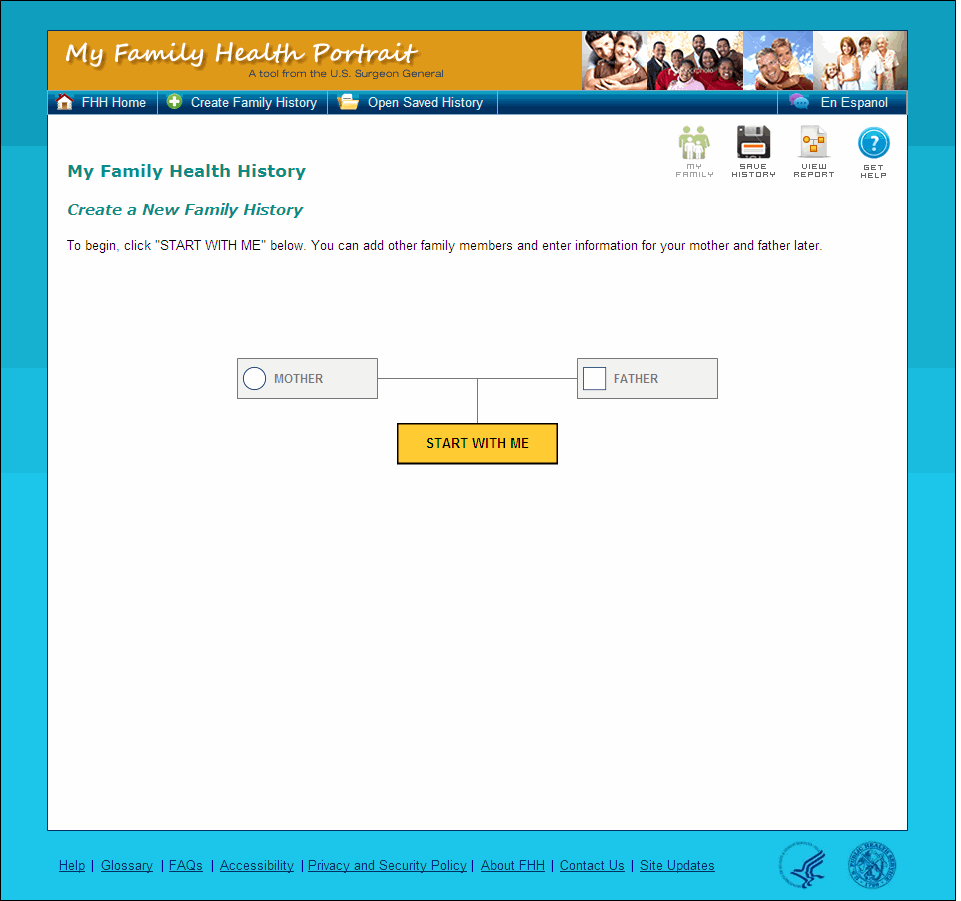 My Family Health Portrait
A tool from the U.S. Surgeon General
FHH Home
Create Family History
Open Saved History
En Espanol
MY FAMILY
SAVE HISTORY
VIEW REPORT
GET HELP
My Family Health History
Create a New Family History
To begin, click "START WITH ME" below. You can add other family members and enter information for your mother and father later.
MOTHER
FATHER
START WITH ME
Help | Glossary | FAQs | Accessibility | Privacy and Security Policy | About FHH | Contact Us | Site Updates